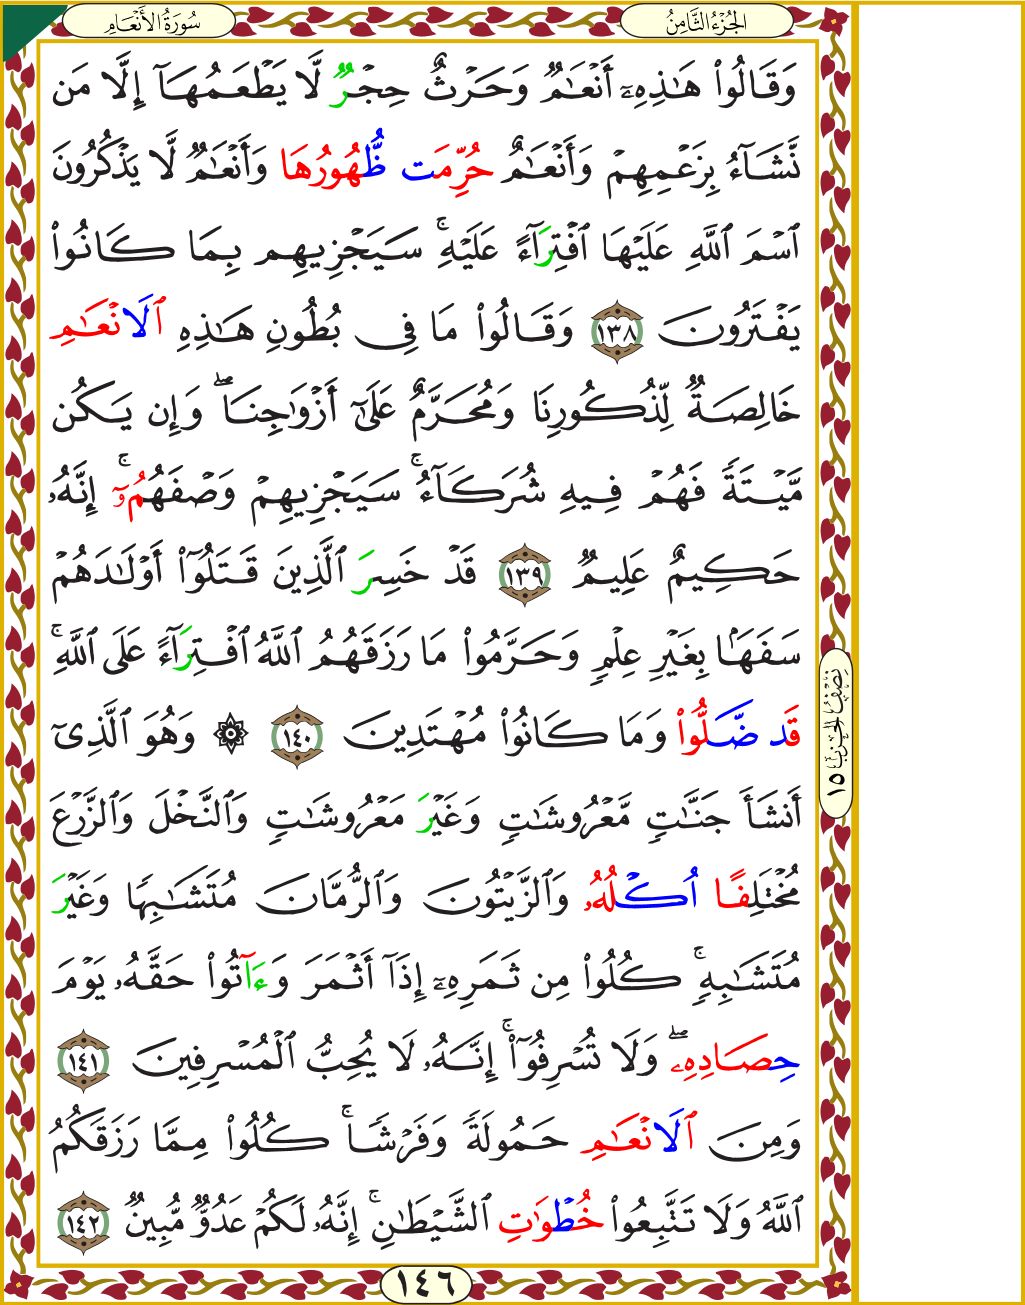 الجُزْءُ الثَّامِنُ
سُورَةُ الأَنْعَامِ
وَقَالُواْ هَٰذِهِۦٓ أَنْعَٰمٌ وَحَرْثٌ حِجْرٌ لَّا يَطْعَمُهَآ إِلَّا مَن
نَّشَآءُ بِزَعْمِهِمْ وَأَنْعَٰمٌ حُرِّمَت ظُّهُورُهَا وَأَنْعَٰمٌ لَّا يَذْكُرُونَ
ٱسْمَ ٱللَّهِ عَلَيْهَا ٱفْتِرَآءً عَلَيْهِۚ سَيَجْزِيهِم بِمَا كَانُواْ
يَفْتَرُونَ ١٣٨ وَقَالُواْ مَا فِى بُطُونِ هَٰذِهِ ٱلَانْعَٰمِ
خَالِصَةٌ لِّذُكُورِنَا وَمُحَرَّمٌ عَلَىٰٓ أَزْوَٰجِنَاۖ وَإِن يَكُن
مَّيْتَةً فَهُمْ فِيهِ شُرَكَآءُۚ سَيَجْزِيهِمْ وَصْفَهُمُۥٓۚ إِنَّهُۥ
حَكِيمٌ عَلِيمٌ ١٣٩ قَدْ خَسِرَ ٱلَّذِينَ قَتَلُوٓاْ أَوْلَٰدَهُمْ
سَفَهَۢا بِغَيْرِ عِلْمٍ وَحَرَّمُواْ مَا رَزَقَهُمُ ٱللَّهُ ٱفْتِرَآءً عَلَى ٱللَّهِۚ
قَد ضَّلُّواْ وَمَا كَانُواْ مُهْتَدِينَ ١٤٠ ۞ وَهُوَ ٱلَّذِىٓ
أَنشَأَ جَنَّٰتٍ مَّعْرُوشَٰتٍ وَغَيْرَ مَعْرُوشَٰتٍ وَٱلنَّخْلَ وَٱلزَّرْعَ
مُخْتَلِفًا اُكْلُهُۥ وَٱلزَّيْتُونَ وَٱلرُّمَّانَ مُتَشَٰبِهًا وَغَيْرَ
مُتَشَٰبِهٍۚ كُلُواْ مِن ثَمَرِهِۦٓ إِذَآ أَثْمَرَ وَءَاتُواْ حَقَّهُۥ يَوْمَ
حِصَادِهِۦۖ وَلَا تُسْرِفُوٓاْۚ إِنَّهُۥ لَا يُحِبُّ ٱلْمُسْرِفِينَ ١٤١
وَمِنَ ٱلَانْعَٰمِ حَمُولَةً وَفَرْشًاۚ كُلُواْ مِمَّا رَزَقَكُمُ
ٱللَّهُ وَلَا تَتَّبِعُواْ خُطْوَٰتِ ٱلشَّيْطَٰنِۚ إِنَّهُۥ لَكُمْ عَدُوٌّ مُّبِينٌ ١٤٢
نِصْفُ الحِزْبِ ١٥
١٤٦